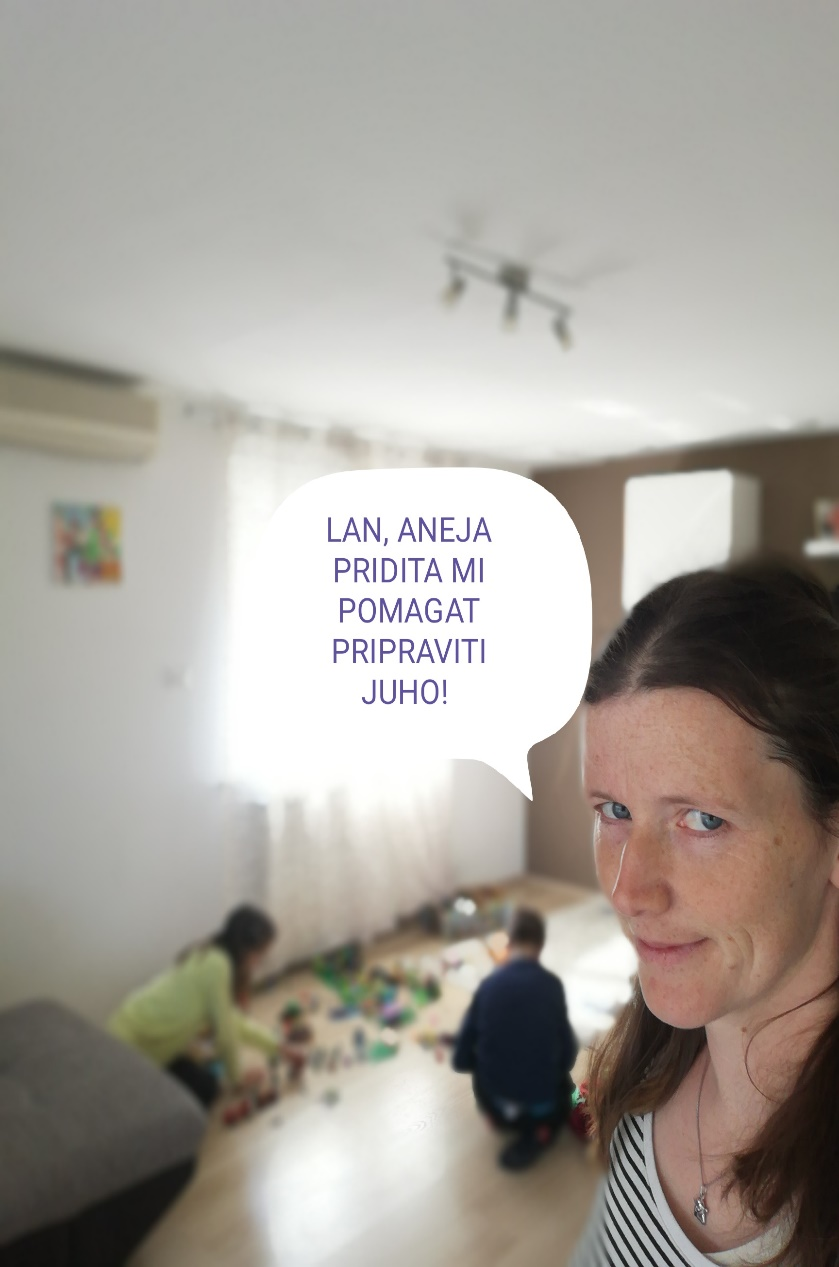 LAN, ANEJA
PRIDITA MI
POMAGAT
PRIPRAVITI
JUHO!